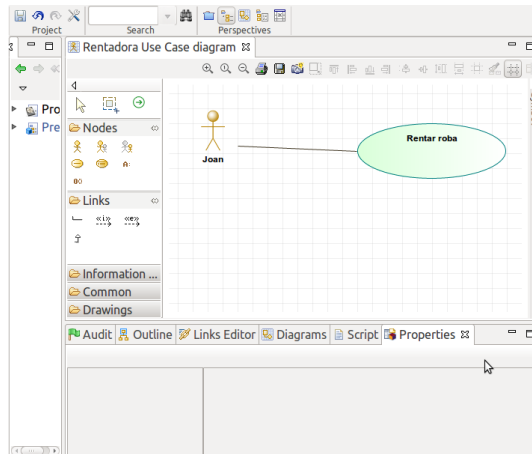 Project Search Perspectives
Rentadora Use Case diagram
Pro
Pre
Nodes
A:
Links
«i» «e»
Information ...
Common
Drawings
Joan
Rentar roba
Audit Outline Links Editor Diagrams Script Properties